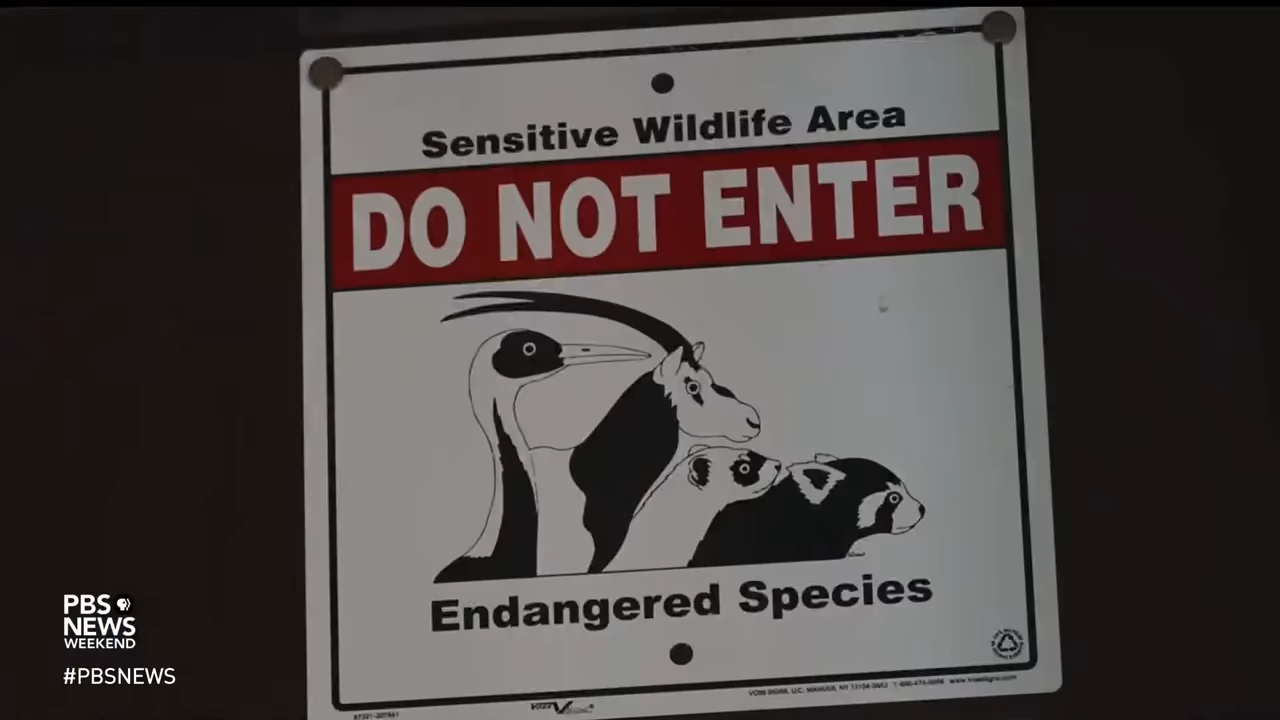 Sensitive Wildlife Area
DO NOT ENTER
Endangered Species
PBS
NEWS
WEEKEND
#PBSNEWS